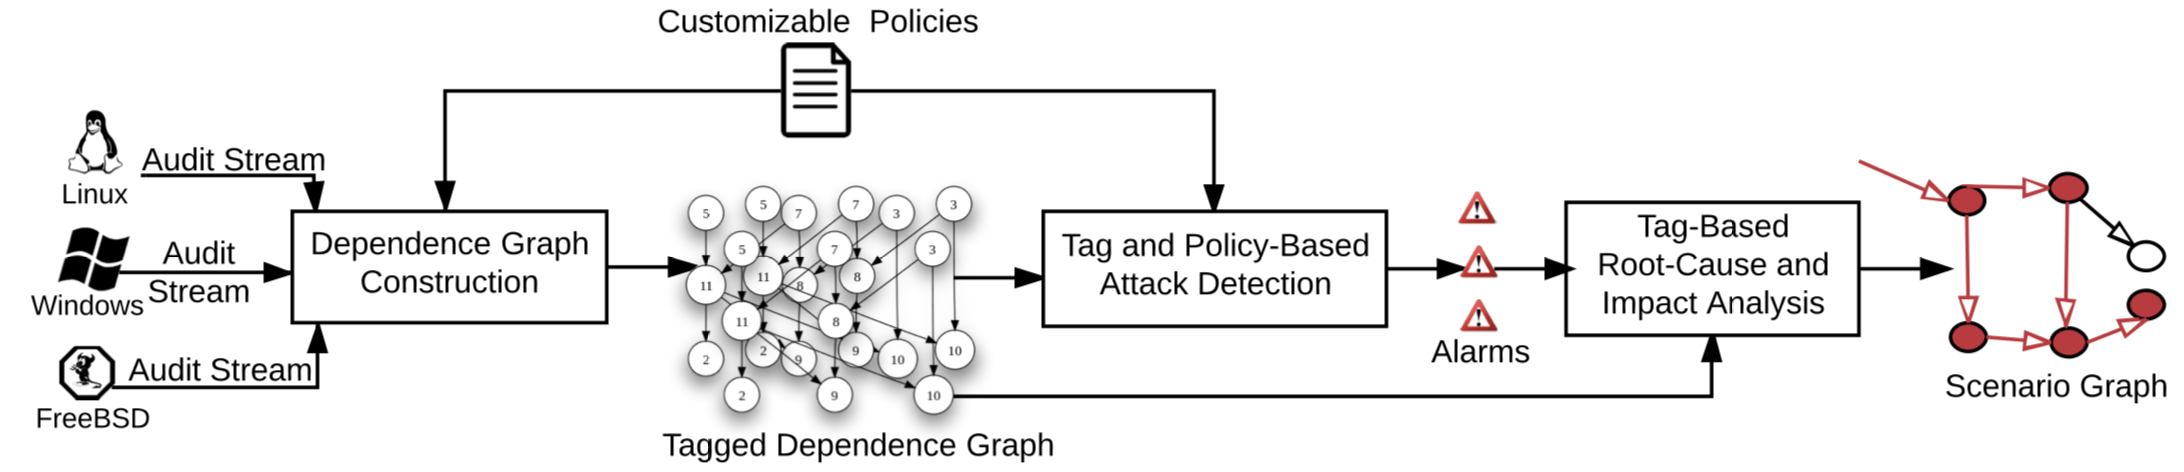 Customizable Policies
Audit Stream
Linux
Audit
Stream
Windows
Audit Stream
FreeBSD
Dependence Graph
Construction
5
5
7
7
3
3
5
7
3
11
11
8
8
11
8
2
2
9
9
10
10
2
9
10
Tagged Dependence Graph
Tag and Policy-Based
Attack Detection
Alarms
Tag-Based
Root-Cause and
Impact Analysis
Scenario Graph